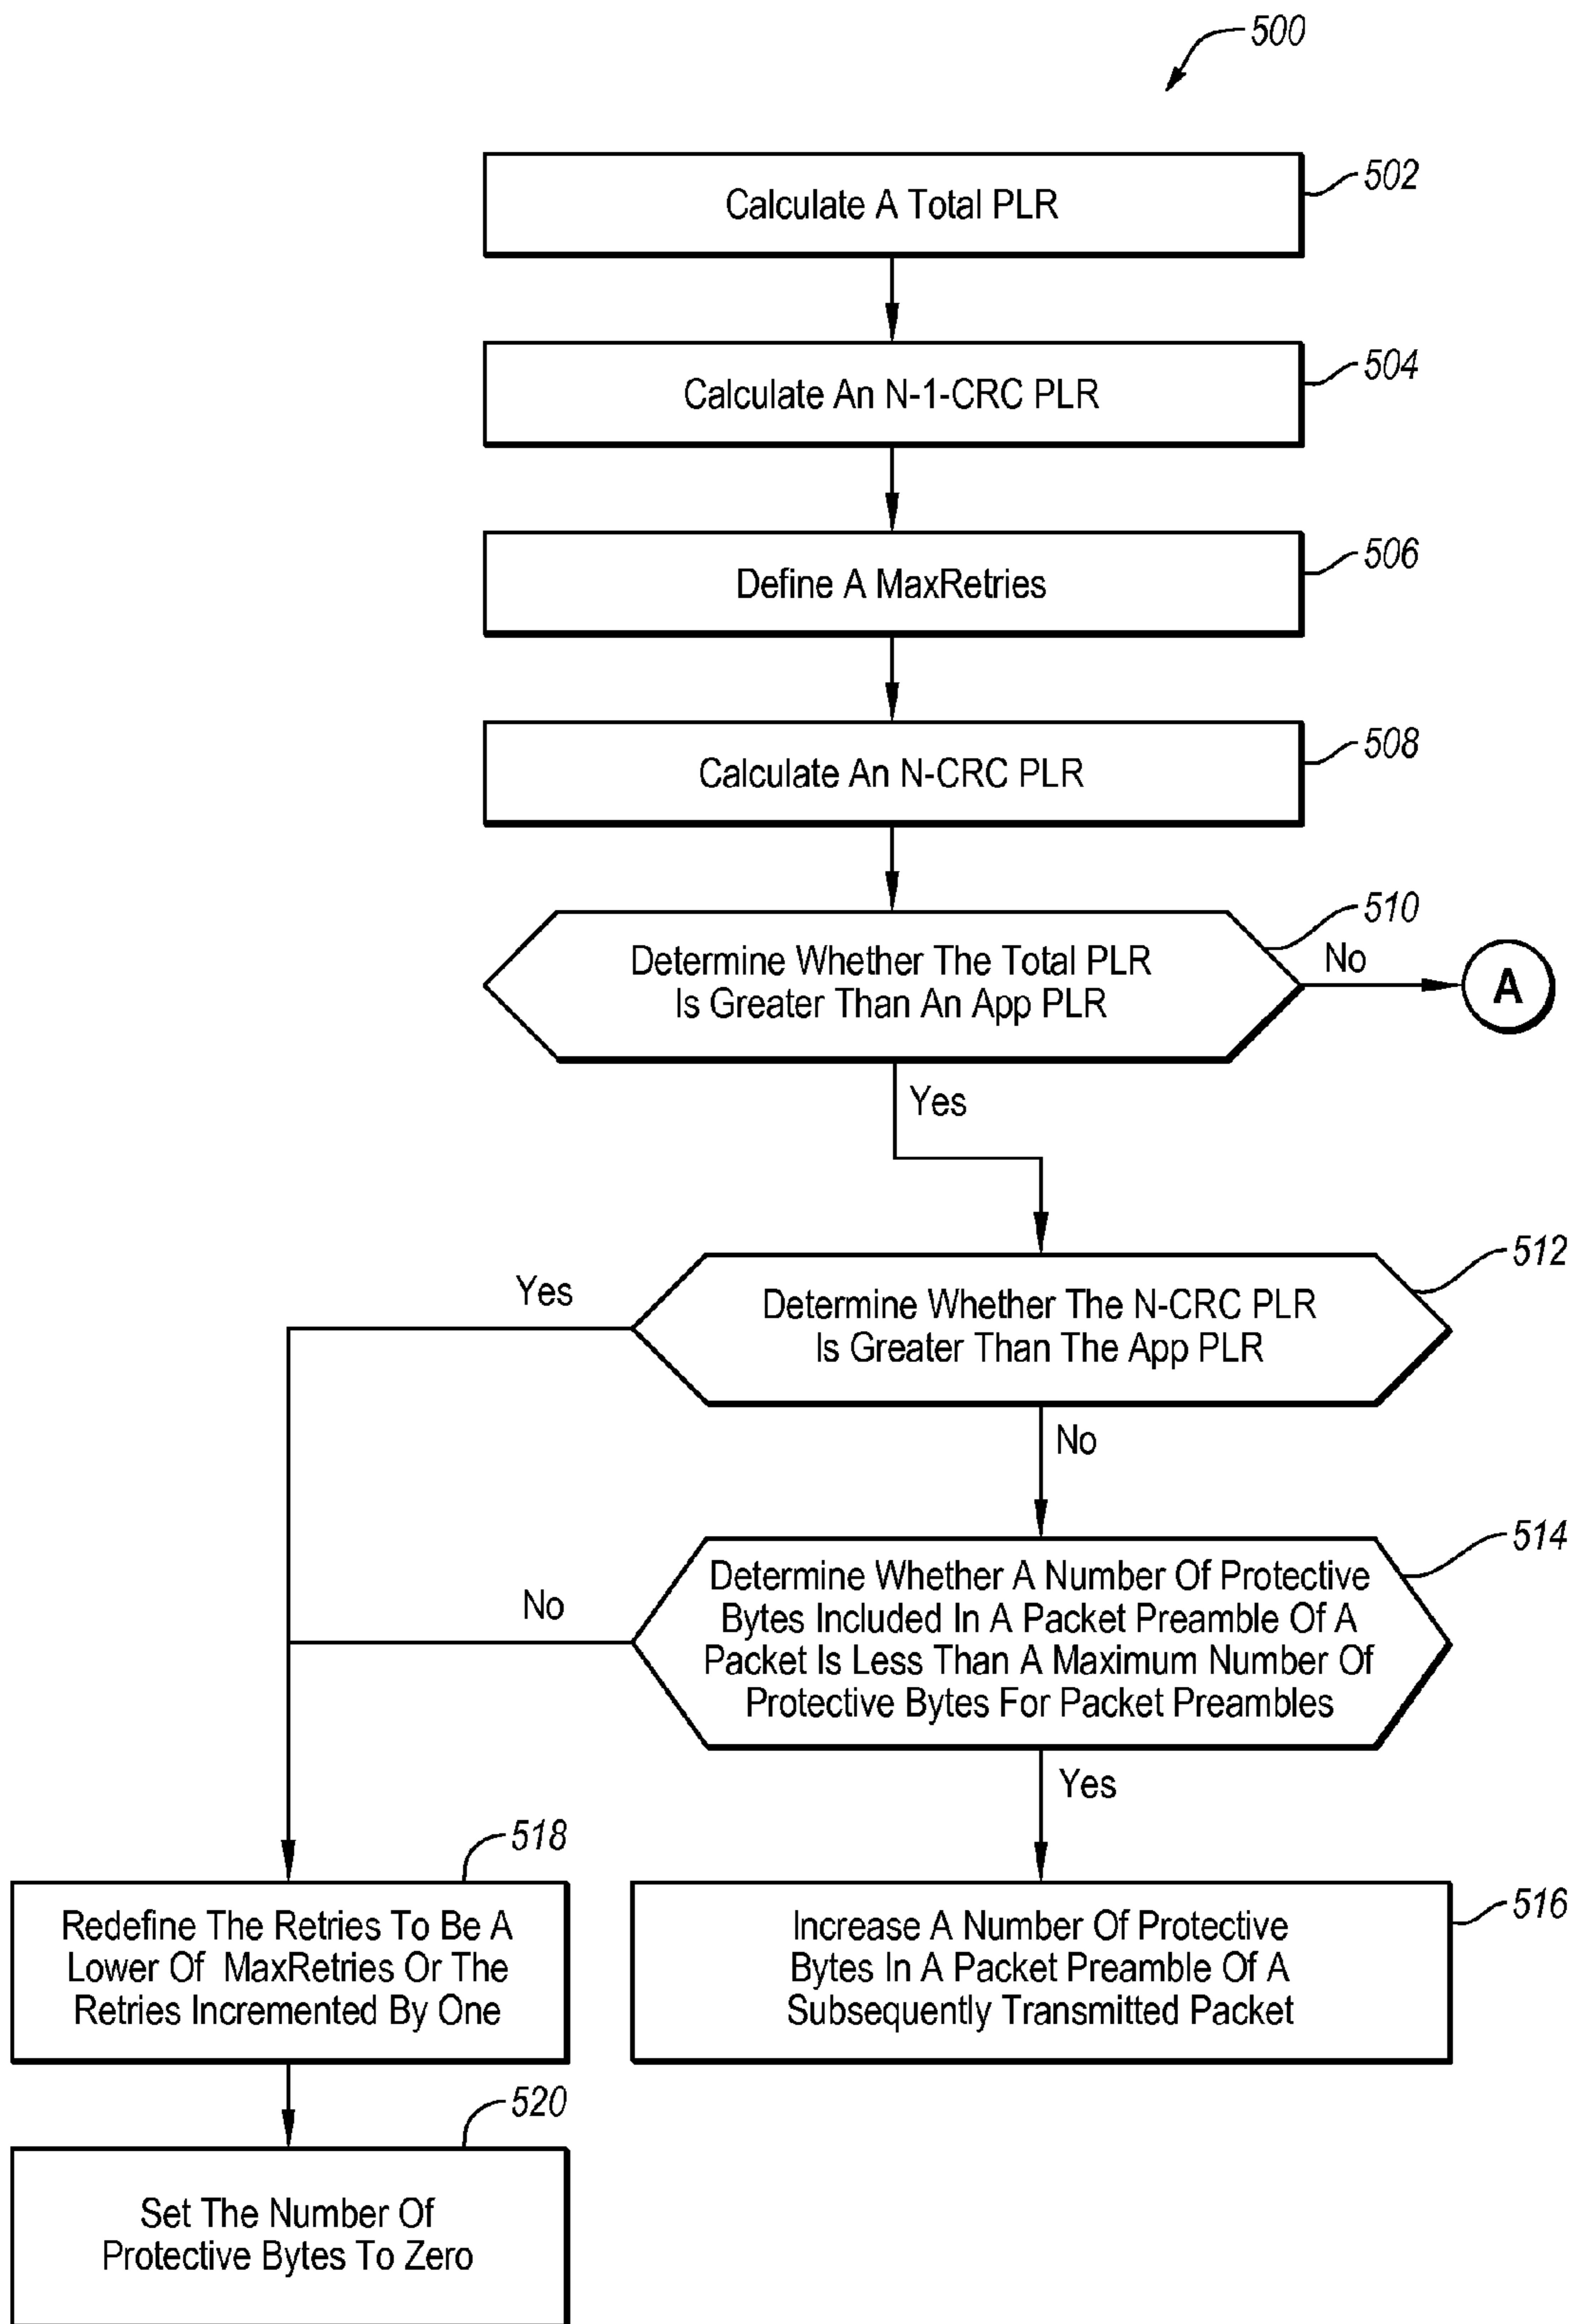 500
Calculate A Total PLR
502
Calculate An N-1-CRC PLR
504
Define A MaxRetries
506
Calculate An N-CRC PLR
508
Determine Whether The Total PLR
Is Greater Than An App PLR
510
No
A
Yes
Determine Whether The N-CRC PLR
Is Greater Than The App PLR
512
Yes
No
Determine Whether A Number Of Protective
Bytes Included In A Packet Preamble Of A
Packet Is Less Than A Maximum Number Of
Protective Bytes For Packet Preambles
514
No
Yes
Redefine The Retries To Be A
Lower Of MaxRetries Or The
Retries Incremented By One
518
Increase A Number Of Protective
Bytes In A Packet Preamble Of A
Subsequently Transmitted Packet
516
Set The Number Of
Protective Bytes To Zero
520